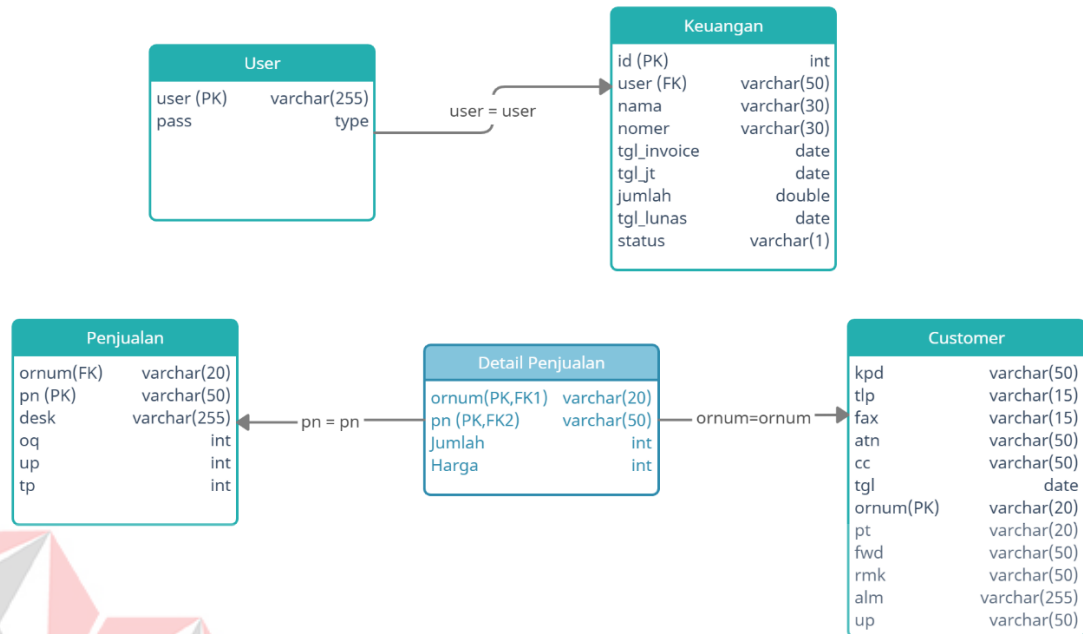 User
user (PK) varchar(255)
pass type
user = user
Keuangan
id (PK) int
user (FK) varchar(50)
nama varchar(30)
nomer varchar(30)
tgl_invoice date
tgl_jt date
jumlah double
tgl_lunas date
status varchar(1)
Penjualan
ornum(FK) varchar(20)
pn (PK) varchar(50)
desk varchar(255)
oq int
up int
tp int
pn = pn
Detail Penjualan
ornum(PK,FK1) varchar(20)
pn (PK,FK2) varchar(50)
Jumlah int
Harga int
ornum=ornum
Customer
kpd varchar(50)
tlp varchar(15)
fax varchar(15)
atn varchar(50)
cc varchar(50)
tgl date
ornum(PK) varchar(20)
pt varchar(20)
fwd varchar(50)
rmk varchar(50)
alm varchar(255)
up varchar(50)